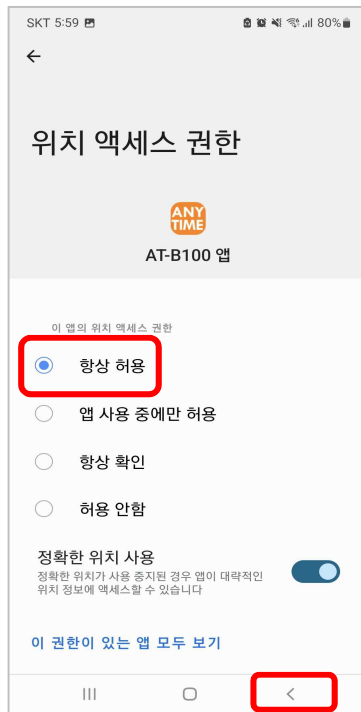 SKT 5:59 80%
위치 액세스 권한
ANY
TIME
AT-B100 앱
이 앱의 위치 액세스 권한
항상 허용
앱 사용 중에만 허용
항상 확인
허용 안함
정확한 위치 사용
정확한 위치가 사용 중지된 경우 앱이 대략적인
위치 정보에 액세스할 수 있습니다
이 권한이 있는 앱 모두 보기